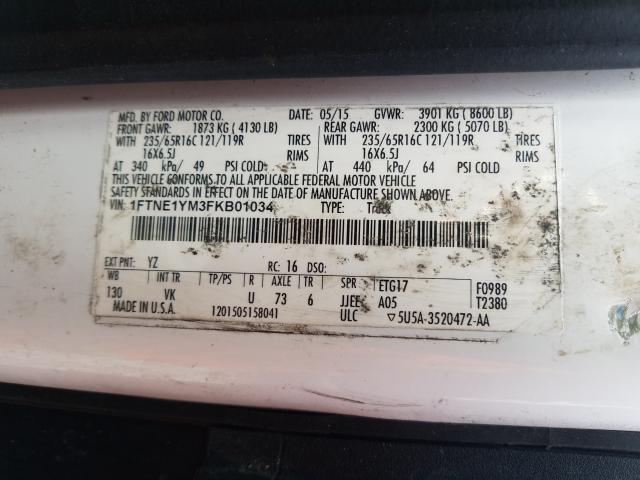 MFD. BY FORD MOTOR CO. DATE: 05/15 GVWR: 3901 KG ( 8600 LB)
FRONT GAWR: 1873 KG ( 4130 LB) REAR GAWR: 2300 KG ( 5070 LB)
WITH 235/65R16C 121/119R TIRES WITH 235/65R16C 121/119R TIRES
16X6.5J RIMS 16X6.5J RIMS
AT 340 kPa/ 49 PSI COLD AT 440 kPa/ 64 PSI COLD
THIS VEHICLE CONFORMS TO ALL APPLICABLE FEDERAL MOTOR VEHICLE
SAFETY STANDARDS IN EFFECT ON THE DATE OF MANUFACTURE SHOWN ABOVE.
VIN: 1FTNE1YM3FKB01034 TYPE: Truck
EXT PNT: YZ RC: 16 DSO:
WB INT TR TP/PS R AXLE TR SPR ETG17 F0989
130 VK U 73 6 JJEE A05 T2380
MADE IN U.S.A. 1201505158041 ULC ▽5U5A-3520472-AA